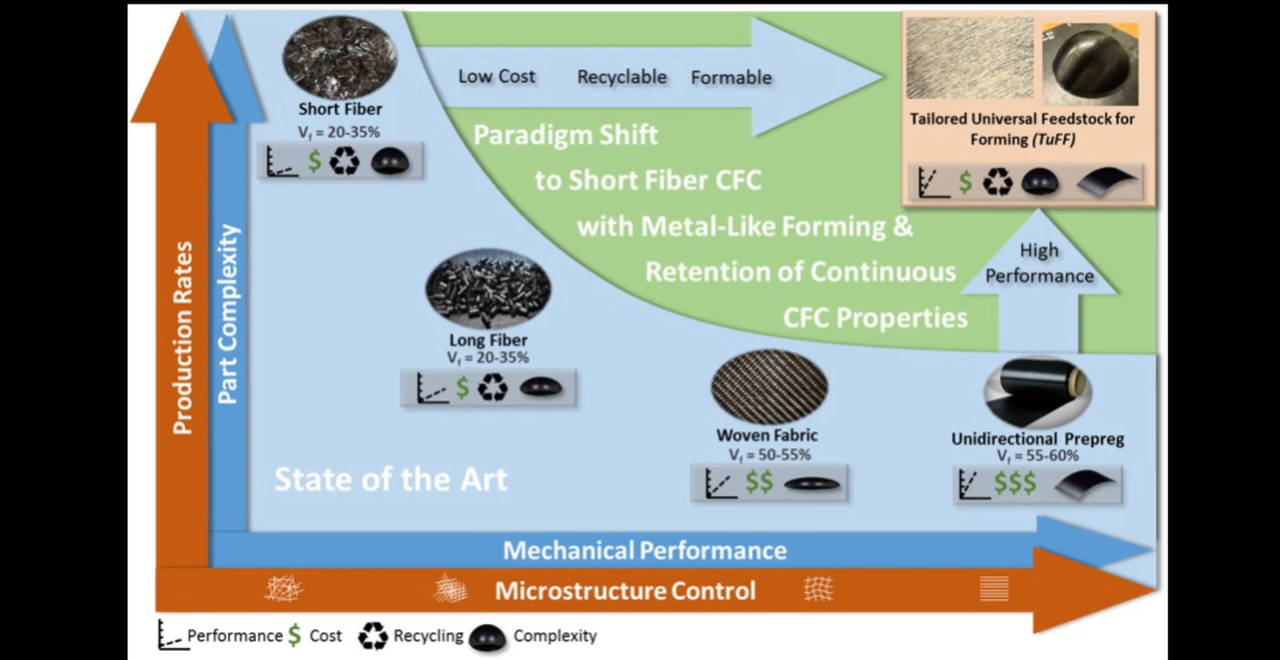 Short Fiber
Vf = 20-35%
$
Low Cost Recyclable Formable
Tailored Universal Feedstock for
Forming (TuFF)
$
Paradigm Shift
to Short Fiber CFC
with Metal-Like Forming &
Retention of Continuous
CFC Properties
High
Performance
Production Rates
Part Complexity
Long Fiber
Vf = 20-35%
$
Woven Fabric
Vf = 50-55%
$$
Unidirectional Prepreg
Vf = 55-60%
$$$
State of the Art
Mechanical Performance
Microstructure Control
Performance $ Cost Recycling Complexity